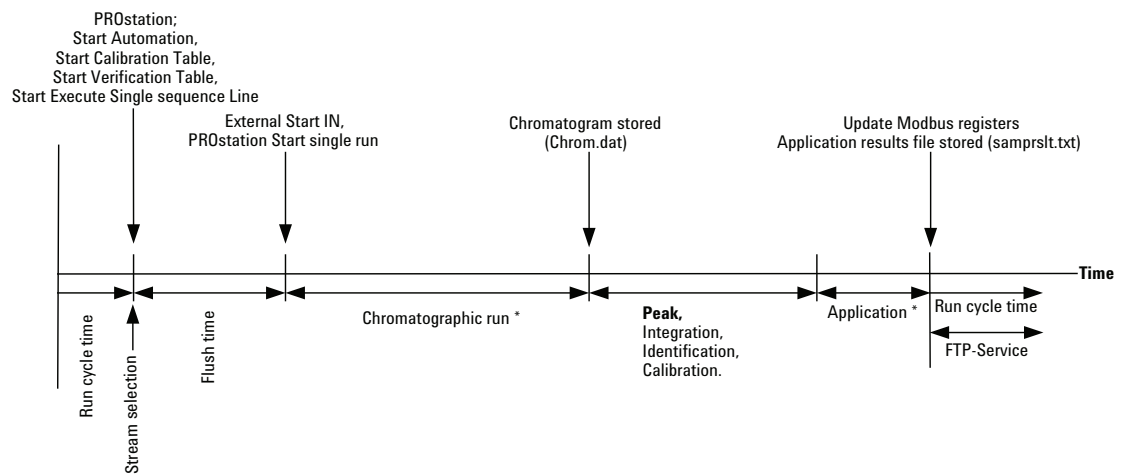 PROstation;
Start Automation,
Start Calibration Table,
Start Verification Table,
Start Execute Single sequence Line
External Start IN,
PROstation Start single run
Chromatogram stored
(Chrom.dat)
Update Modbus registers
Application results file stored (samprslt.txt)
Time
Run cycle time
Stream selection
Flush time
Chromatographic run *
Peak,
Integration,
Identification,
Calibration.
Application *
Run cycle time
FTP-Service